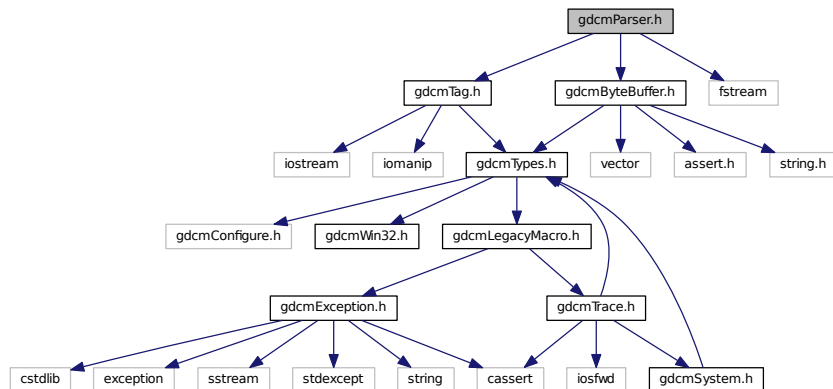 gdcmParser.h
gdcmTag.h
gdcmByteBuffer.h
fstream
iostream
iomanip
gdcmTypes.h
vector
assert.h
string.h
gdcmConfigure.h
gdcmWin32.h
gdcmLegacyMacro.h
gdcmException.h
gdcmTrace.h
cstdlib
exception
sstream
stdexcept
string
cassert
iosfwd
gdcmSystem.h